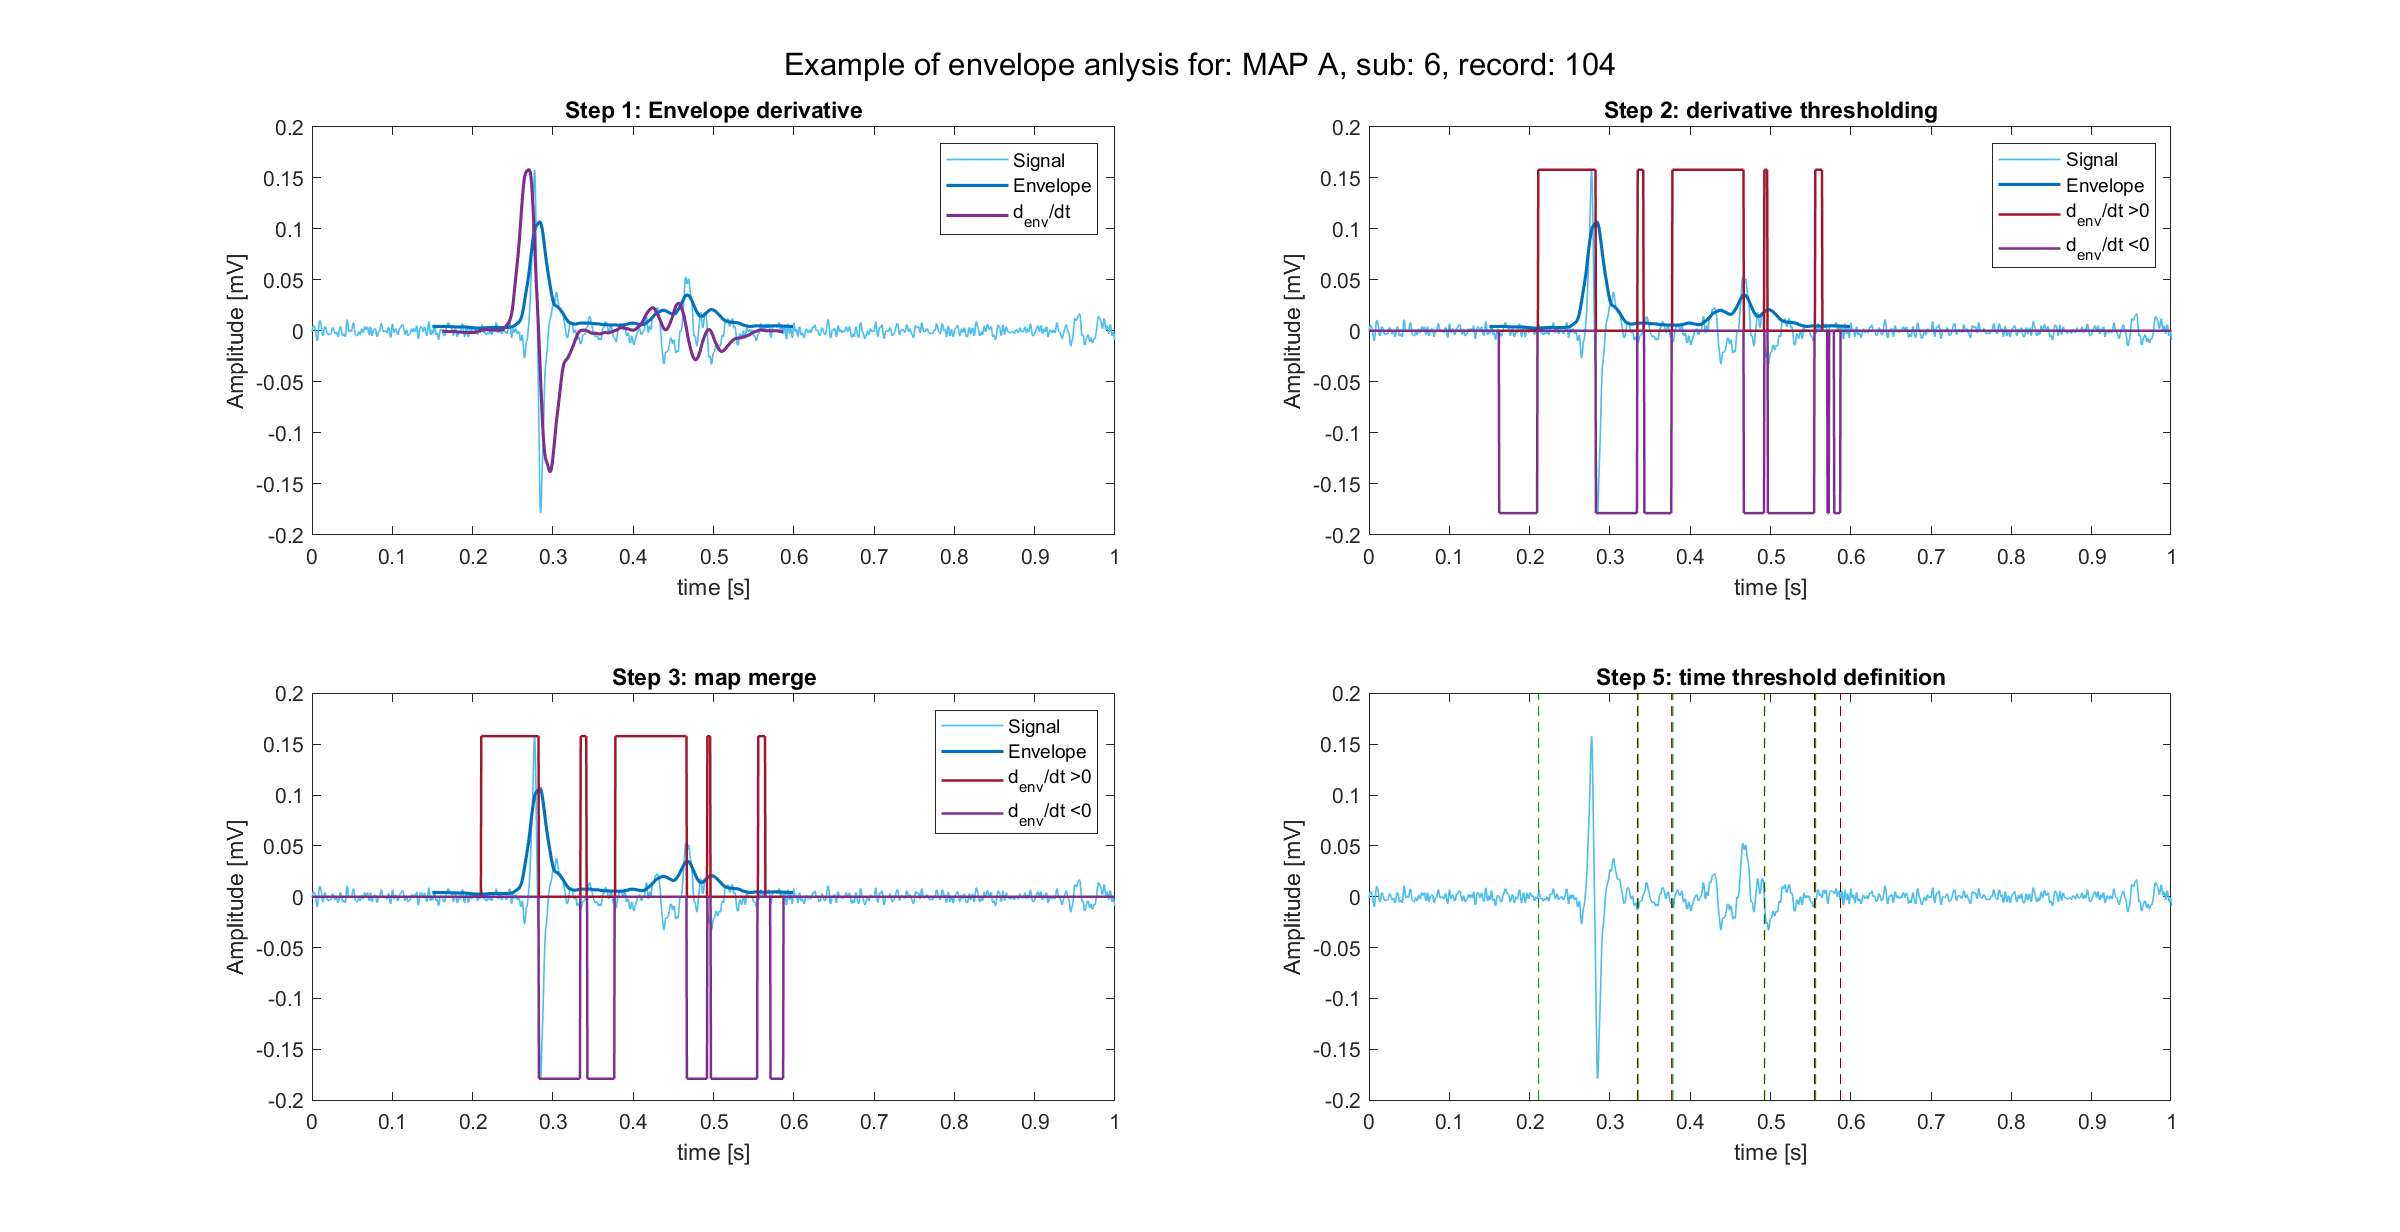 Example of envelope anlysis for: MAP A, sub: 6, record: 104
Step 1: Envelope derivative
0.2
0.15
0.1
0.05
0
-0.05
-0.1
-0.15
-0.2
Amplitude [mV]
0 0.1 0.2 0.3 0.4 0.5 0.6 0.7 0.8 0.9 1
time [s]
Signal
Envelope
d_env/dt
Step 2: derivative thresholding
0.2
0.15
0.1
0.05
0
-0.05
-0.1
-0.15
-0.2
Amplitude [mV]
0 0.1 0.2 0.3 0.4 0.5 0.6 0.7 0.8 0.9 1
time [s]
Signal
Envelope
d_env/dt >0
d_env/dt <0
Step 3: map merge
0.2
0.15
0.1
0.05
0
-0.05
-0.1
-0.15
-0.2
Amplitude [mV]
0 0.1 0.2 0.3 0.4 0.5 0.6 0.7 0.8 0.9 1
time [s]
Signal
Envelope
d_env/dt >0
d_env/dt <0
Step 5: time threshold definition
0.2
0.15
0.1
0.05
0
-0.05
-0.1
-0.15
-0.2
Amplitude [mV]
0 0.1 0.2 0.3 0.4 0.5 0.6 0.7 0.8 0.9 1
time [s]